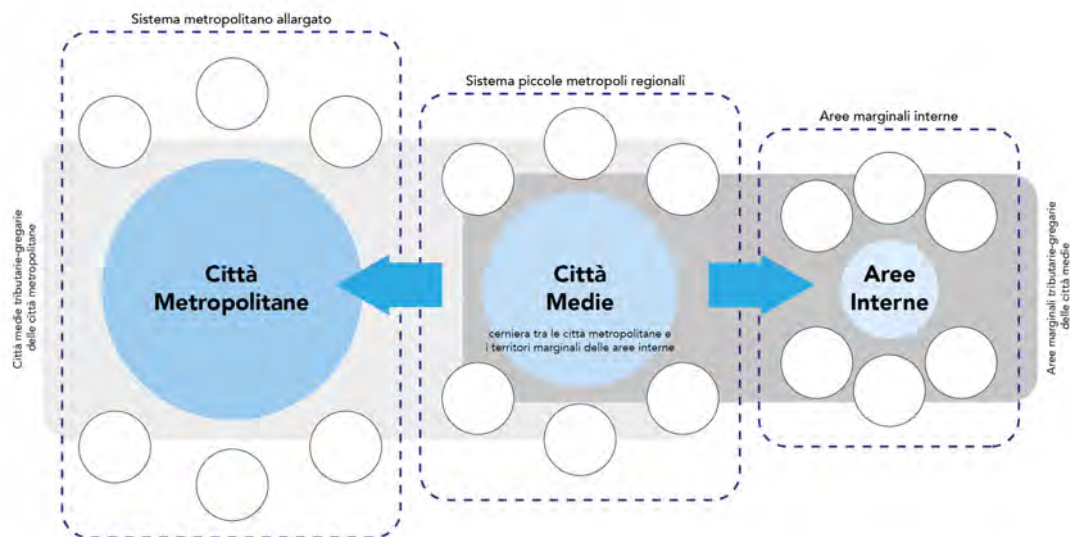 Sistema metropolitano allargato
Sistema piccole metropoli regionali
Aree marginali interne
Città medie tributarie-gregarie
delle città metropolitane
Città
Metropolitane
Città
Medie
cerniera tra le città metropolitane e
i territori marginali delle aree interne
Aree
Interne
Aree marginali tributarie-gregarie
delle città medie